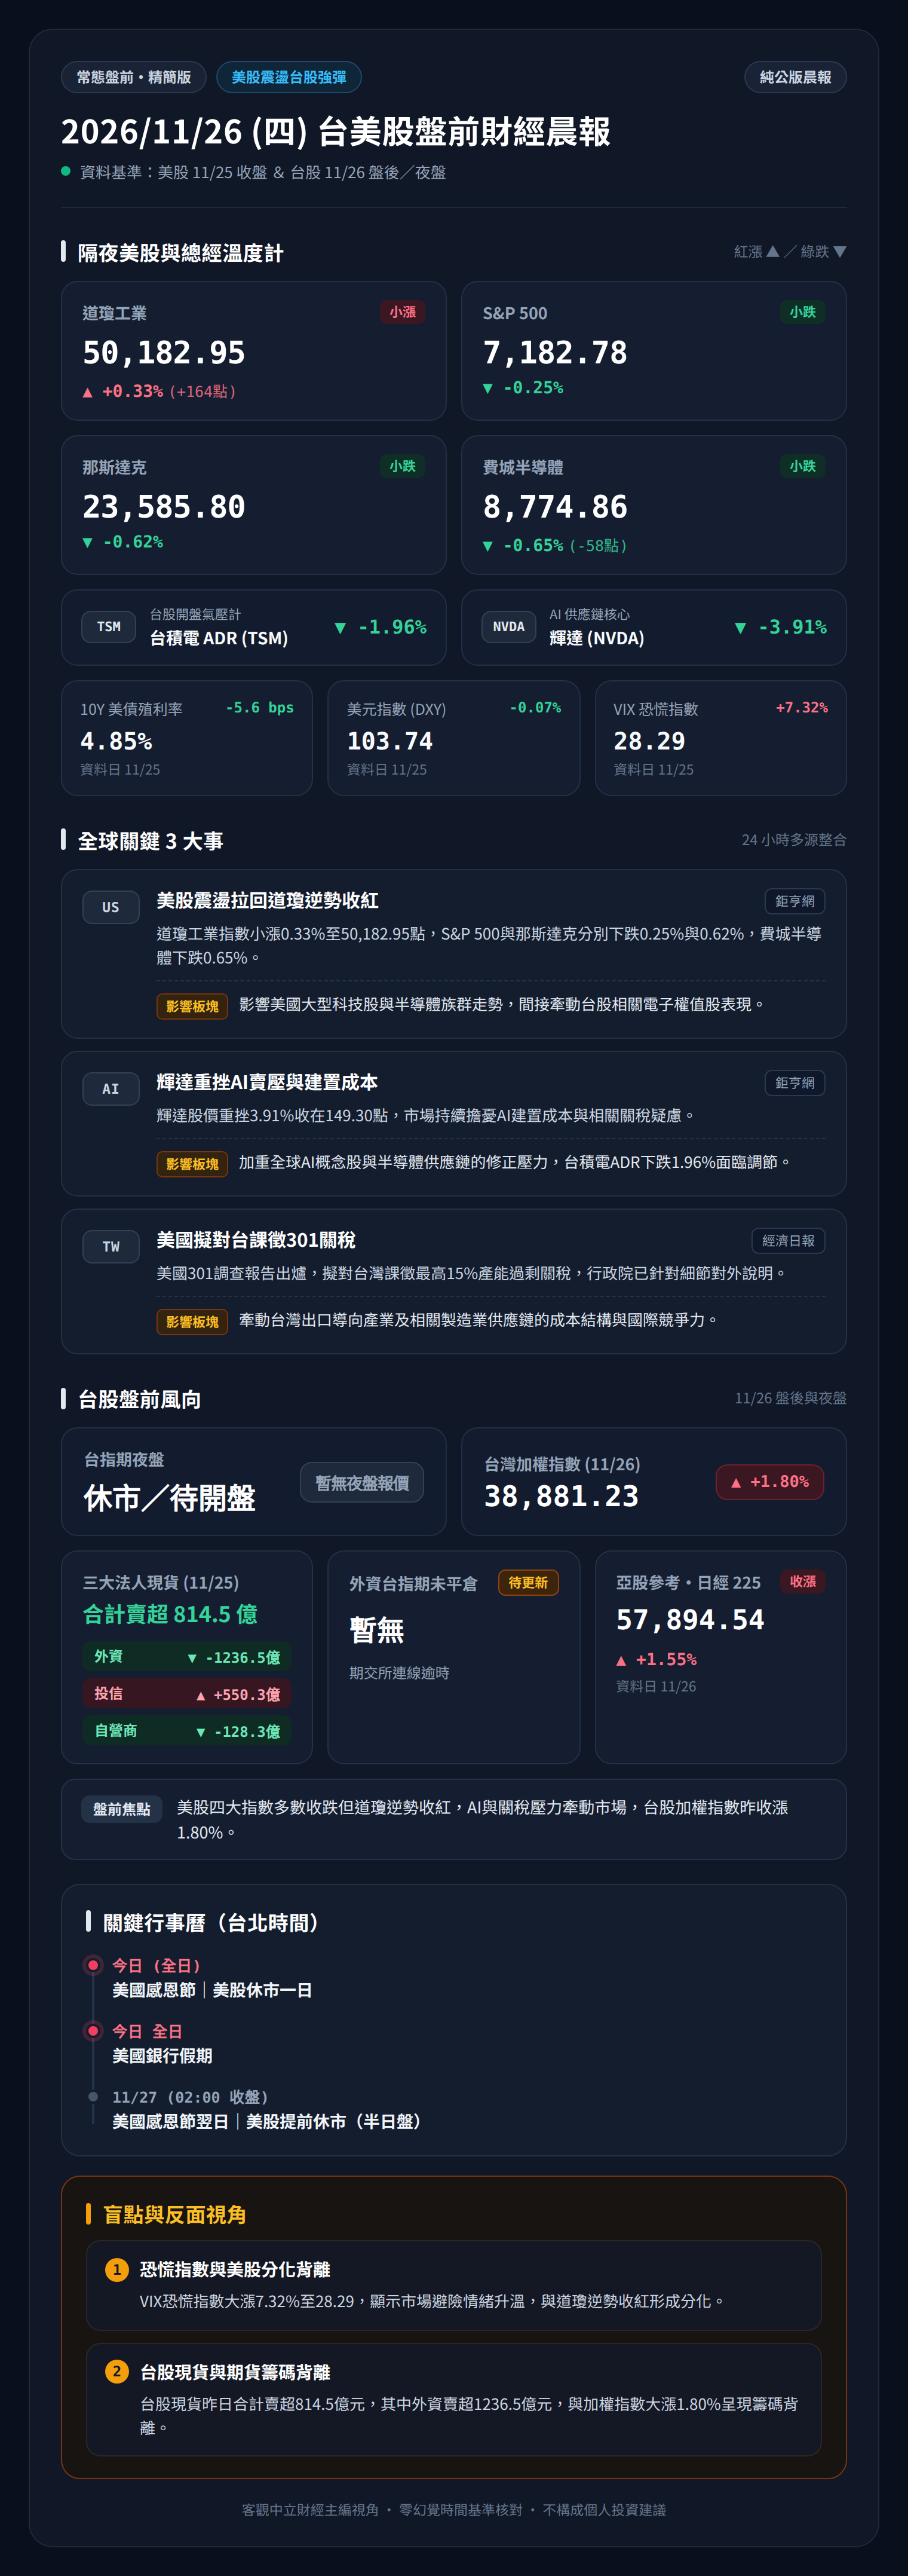 常態盤前・精簡版
美股震盪台股強彈
純公版晨報
2026/11/26 (四) 台美股盤前財經晨報
資料基準：美股 11/25 收盤 ＆ 台股 11/26 盤後／夜盤
隔夜美股與總經溫度計
紅漲 ▲ ／ 綠跌 ▼
道瓊工業
小漲
50,182.95
▲ +0.33% (+164點)
S&P 500
小跌
7,182.78
▼ -0.25%
那斯達克
小跌
23,585.80
▼ -0.62%
費城半導體
小跌
8,774.86
▼ -0.65% (-58點)
TSM
台股開盤氣壓計
台積電 ADR (TSM)
▼ -1.96%
NVDA
AI 供應鏈核心
輝達 (NVDA)
▼ -3.91%
10Y 美債殖利率
-5.6 bps
4.85%
資料日 11/25
美元指數 (DXY)
-0.07%
103.74
資料日 11/25
VIX 恐慌指數
+7.32%
28.29
資料日 11/25
全球關鍵 3 大事
24 小時多源整合
US
美股震盪拉回道瓊逆勢收紅
鉅亨網
道瓊工業指數小漲0.33%至50,182.95點，S&P 500與那斯達克分別下跌0.25%與0.62%，費城半導
體下跌0.65%。
影響板塊
影響美國大型科技股與半導體族群走勢，間接牽動台股相關電子權值股表現。
AI
輝達重挫AI賣壓與建置成本
鉅亨網
輝達股價重挫3.91%收在149.30點，市場持續擔憂AI建置成本與相關關稅疑慮。
影響板塊
加重全球AI概念股與半導體供應鏈的修正壓力，台積電ADR下跌1.96%面臨調節。
TW
美國擬對台課徵301關稅
經濟日報
美國301調查報告出爐，擬對台灣課徵最高15%產能過剩關稅，行政院已針對細節對外說明。
影響板塊
牽動台灣出口導向產業及相關製造業供應鏈的成本結構與國際競爭力。
台股盤前風向
11/26 盤後與夜盤
台指期夜盤
休市／待開盤
暫無夜盤報價
台灣加權指數 (11/26)
38,881.23
▲ +1.80%
三大法人現貨 (11/25)
合計賣超 814.5 億
外資
▼ -1236.5億
投信
▲ +550.3億
自營商
▼ -128.3億
外資台指期未平倉
待更新
暫無
期交所連線逾時
亞股參考・日經 225
收漲
57,894.54
▲ +1.55%
資料日 11/26
盤前焦點
美股四大指數多數收跌但道瓊逆勢收紅，AI與關稅壓力牽動市場，台股加權指數昨收漲
1.80%。
關鍵行事曆（台北時間）
今日 (全日)
美國感恩節｜美股休市一日
今日 全日
美國銀行假期
11/27 (02:00 收盤)
美國感恩節翌日｜美股提前休市（半日盤）
盲點與反面視角
1
恐慌指數與美股分化背離
VIX恐慌指數大漲7.32%至28.29，顯示市場避險情緒升溫，與道瓊逆勢收紅形成分化。
2
台股現貨與期貨籌碼背離
台股現貨昨日合計賣超814.5億元，其中外資賣超1236.5億元，與加權指數大漲1.80%呈現籌碼背
離。
客觀中立財經主編視角 ・ 零幻覺時間基準核對 ・ 不構成個人投資建議